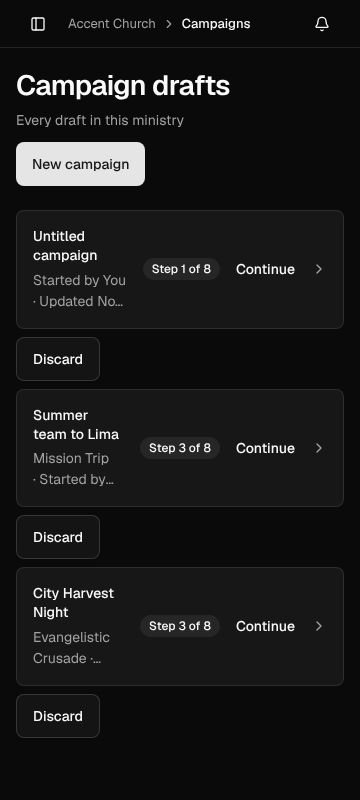 Accent Church > Campaigns
Campaign drafts
Every draft in this ministry
New campaign
Untitled
campaign
Started by You
· Updated No...
Step 1 of 8
Continue
Discard
Summer
team to Lima
Mission Trip
· Started by...
Step 3 of 8
Continue
Discard
City Harvest
Night
Evangelistic
Crusade ·...
Step 3 of 8
Continue
Discard